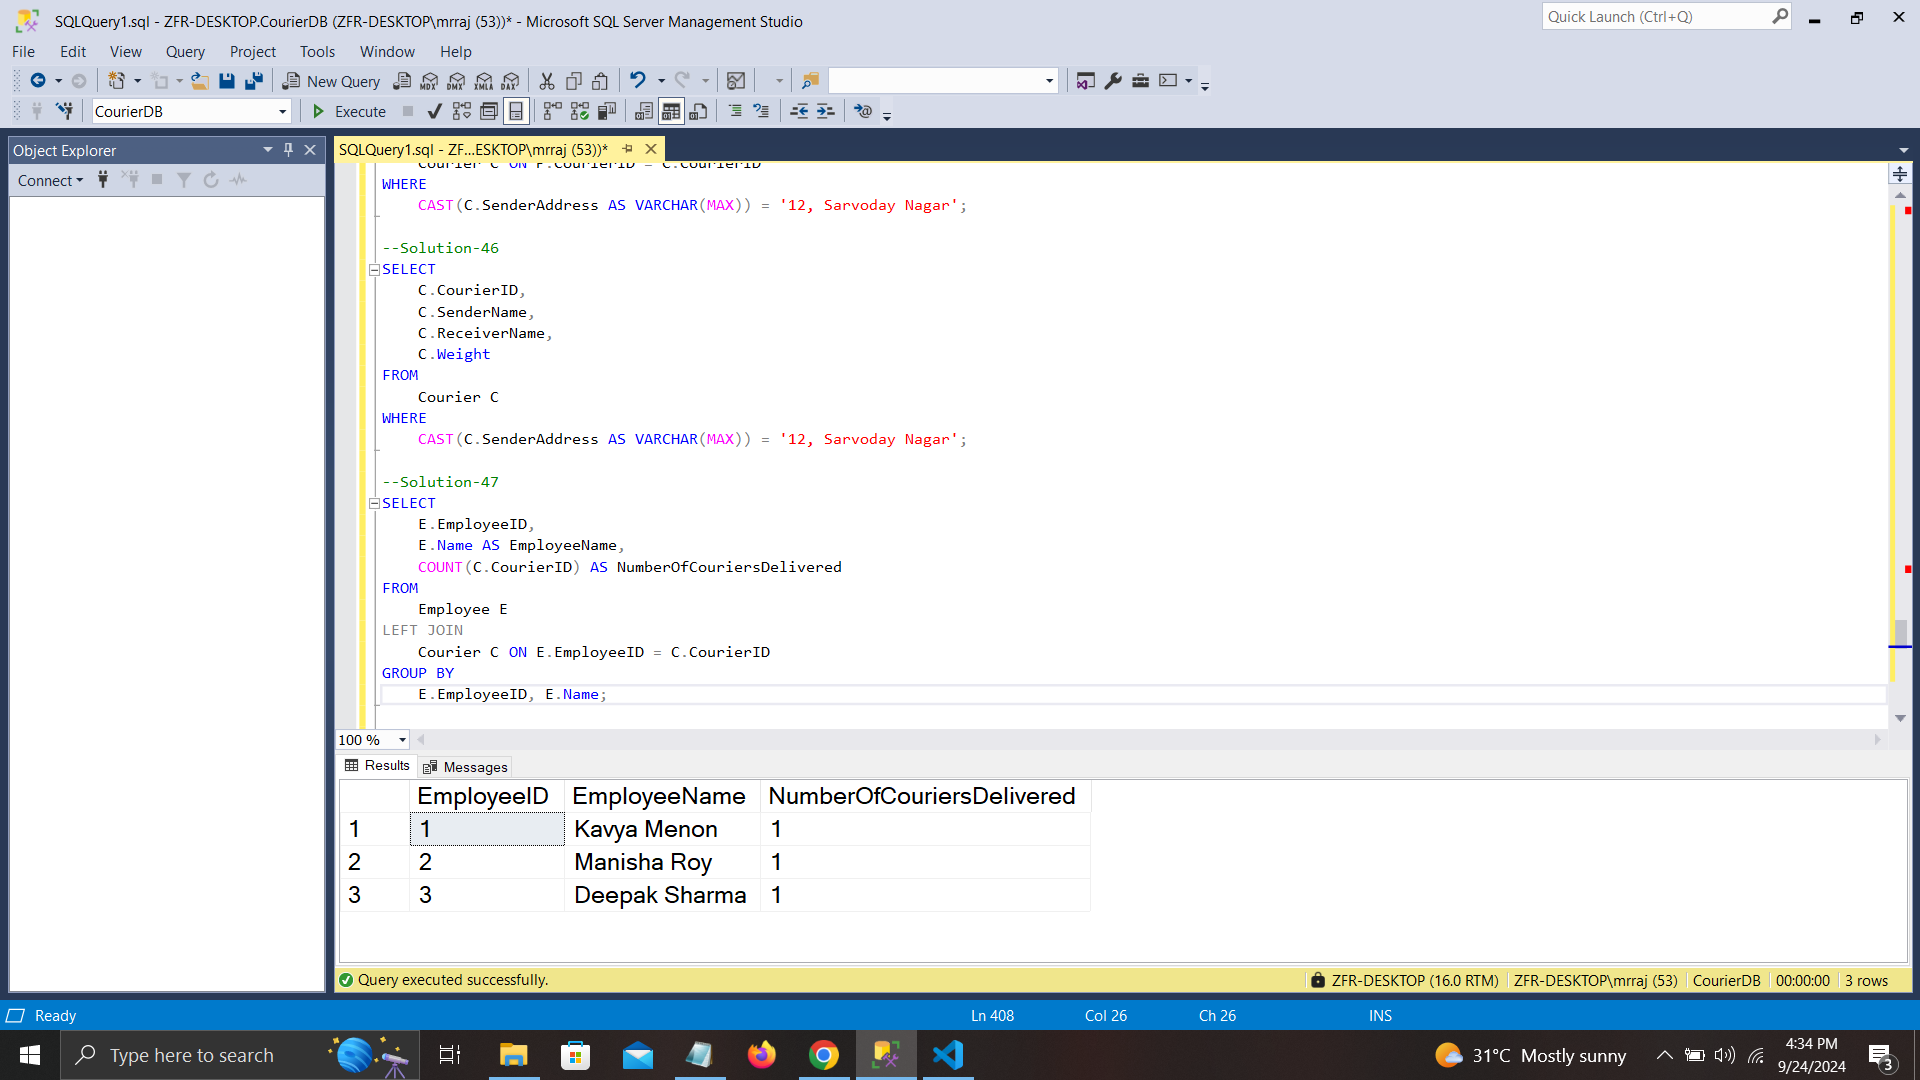 SQLQuery1.sql - ZFR-DESKTOP.CourierDB (ZFR-DESKTOP\mrraj (53))* - Microsoft SQL Server Management Studio
Quick Launch (Ctrl+Q)
File Edit View Query Project Tools Window Help
New Query MDX DMX XMLA DAX
CourierDB Execute
Object Explorer
SQLQuery1.sql - ZF...ESKTOP\mrraj (53))*
Connect
Courier C ON P.CourierID = C.CourierID
WHERE
CAST(C.SenderAddress AS VARCHAR(MAX)) = '12, Sarvoday Nagar';
--Solution-46
SELECT
C.CourierID,
C.SenderName,
C.ReceiverName,
C.Weight
FROM
Courier C
WHERE
CAST(C.SenderAddress AS VARCHAR(MAX)) = '12, Sarvoday Nagar';
--Solution-47
SELECT
E.EmployeeID,
E.Name AS EmployeeName,
COUNT(C.CourierID) AS NumberOfCouriersDelivered
FROM
Employee E
LEFT JOIN
Courier C ON E.EmployeeID = C.CourierID
GROUP BY
E.EmployeeID, E.Name;
100 %
Results Messages
EmployeeID EmployeeName NumberOfCouriersDelivered
1 1 Kavya Menon 1
2 2 Manisha Roy 1
3 3 Deepak Sharma 1
Query executed successfully.
ZFR-DESKTOP (16.0 RTM) ZFR-DESKTOP\mrraj (53) CourierDB 00:00:00 3 rows
Ready Ln 408 Col 26 Ch 26 INS
Type here to search
31°C Mostly sunny
4:34 PM
9/24/2024
3